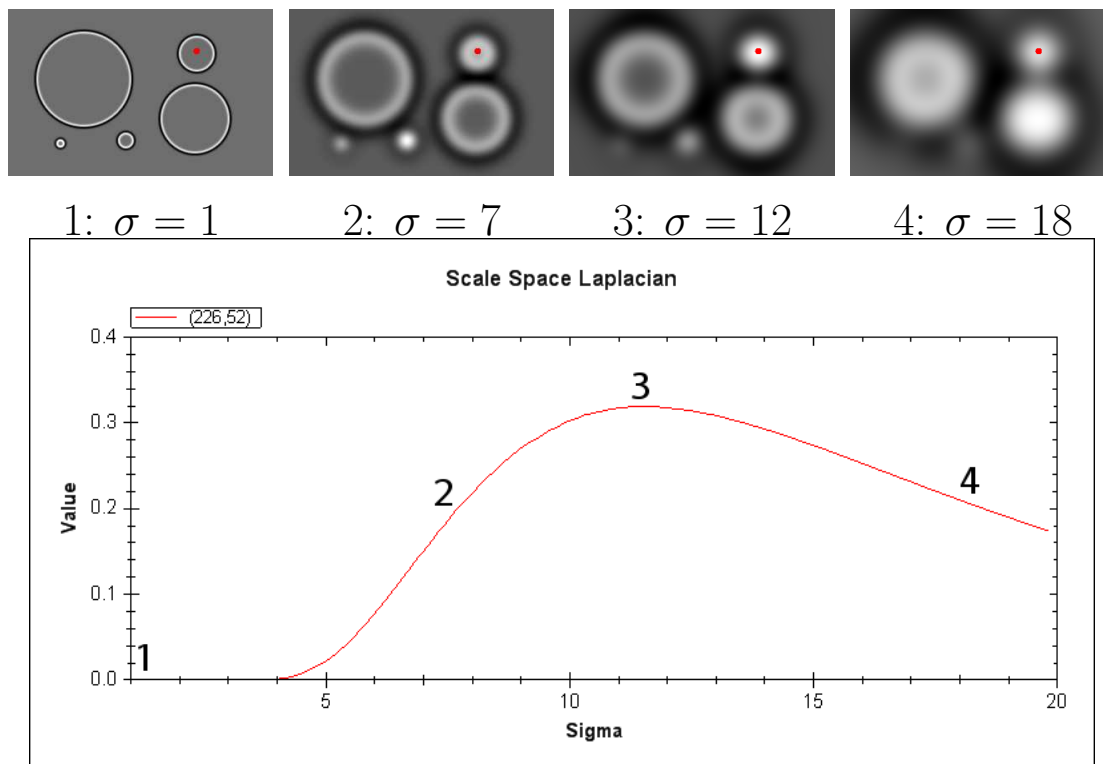 1: σ = 1 2: σ = 7 3: σ = 12 4: σ = 18
Scale Space Laplacian
(226,52)
0.4
0.3
0.2
0.1
0.0
Value
1
2
3
4
5 10 15 20
Sigma